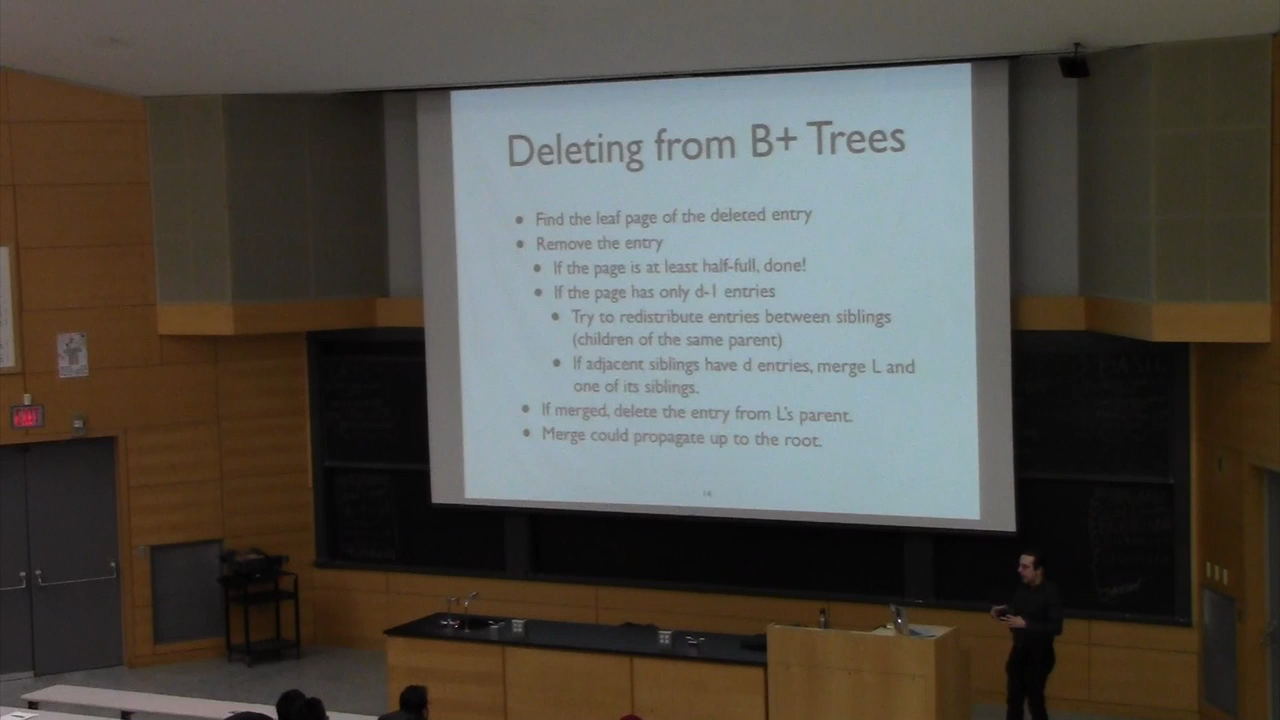 Deleting from B+ Trees
• Find the leaf page of the deleted entry
• Remove the entry
• If the page is at least half-full, done!
• If the page has only d-1 entries
• Try to redistribute entries between siblings
(children of the same parent)
• If adjacent siblings have d entries, merge L and
one of its siblings.
• If merged, delete the entry from L's parent.
• Merge could propagate up to the root.
14